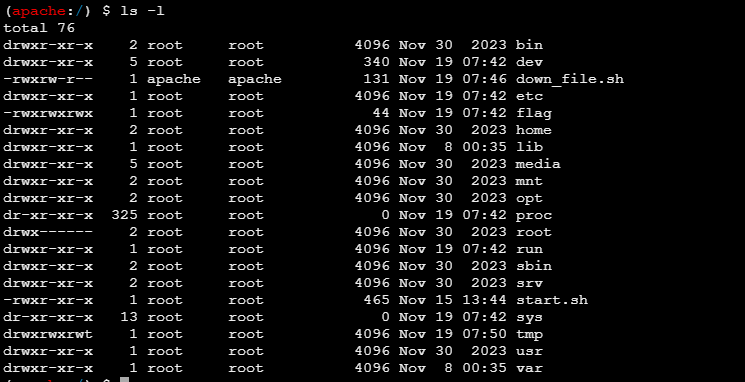 (apache:/) $ ls -l
total 76
drwxr-xr-x    2 root     root          4096 Nov 30  2023 bin
drwxr-xr-x    5 root     root           340 Nov 19 07:42 dev
-rwxrw-r--    1 apache   apache         131 Nov 19 07:46 down_file.sh
drwxr-xr-x    1 root     root          4096 Nov 19 07:42 etc
-rwxrwxrwx    1 root     root            44 Nov 19 07:42 flag
drwxr-xr-x    2 root     root          4096 Nov 30  2023 home
drwxr-xr-x    1 root     root          4096 Nov  8 00:35 lib
drwxr-xr-x    5 root     root          4096 Nov 30  2023 media
drwxr-xr-x    2 root     root          4096 Nov 30  2023 mnt
drwxr-xr-x    2 root     root          4096 Nov 30  2023 opt
dr-xr-xr-x  325 root     root             0 Nov 19 07:42 proc
drwx------    2 root     root          4096 Nov 30  2023 root
drwxr-xr-x    1 root     root          4096 Nov 19 07:42 run
drwxr-xr-x    2 root     root          4096 Nov 30  2023 sbin
drwxr-xr-x    2 root     root          4096 Nov 30  2023 srv
-rwxr-xr-x    1 root     root           465 Nov 15 13:44 start.sh
dr-xr-xr-x   13 root     root             0 Nov 19 07:42 sys
drwxrwxrwt    1 root     root          4096 Nov 19 07:50 tmp
drwxr-xr-x    1 root     root          4096 Nov 30  2023 usr
drwxr-xr-x    1 root     root          4096 Nov  8 00:35 var